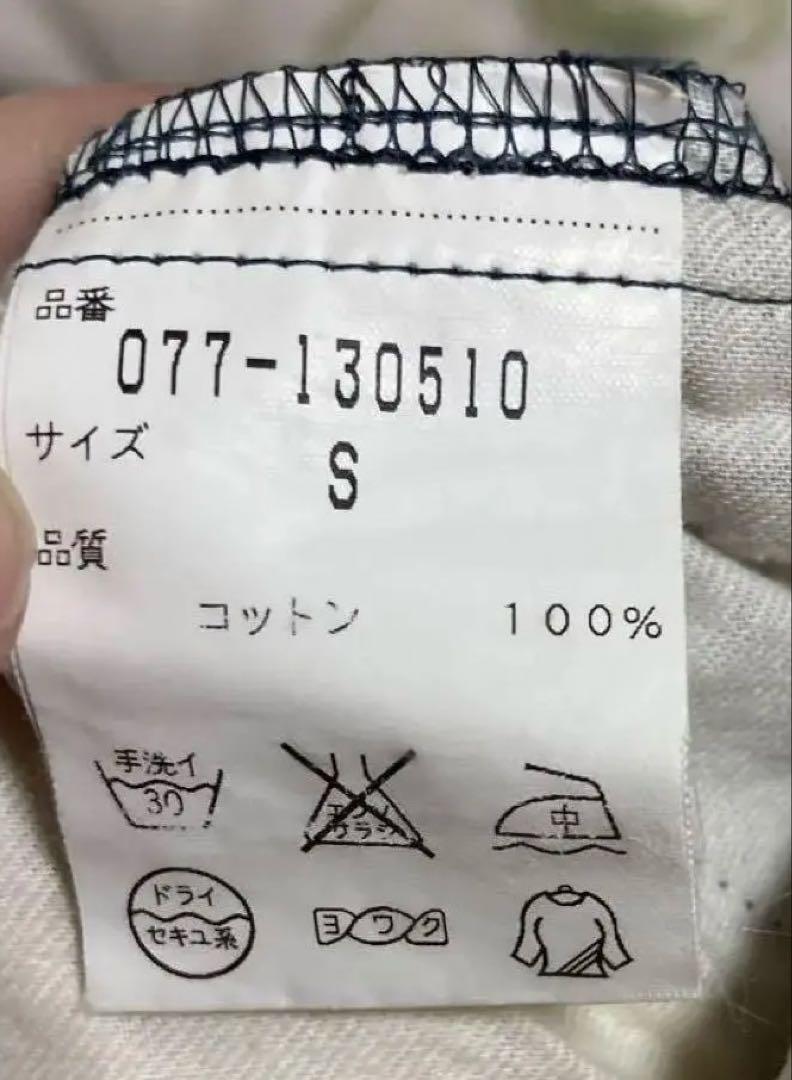 品番
077-130510
サイズ
S
品質
コットン 100%
手洗イ
30
エンソ
サラシ
中
ドライ
セキユ系
ヨワク